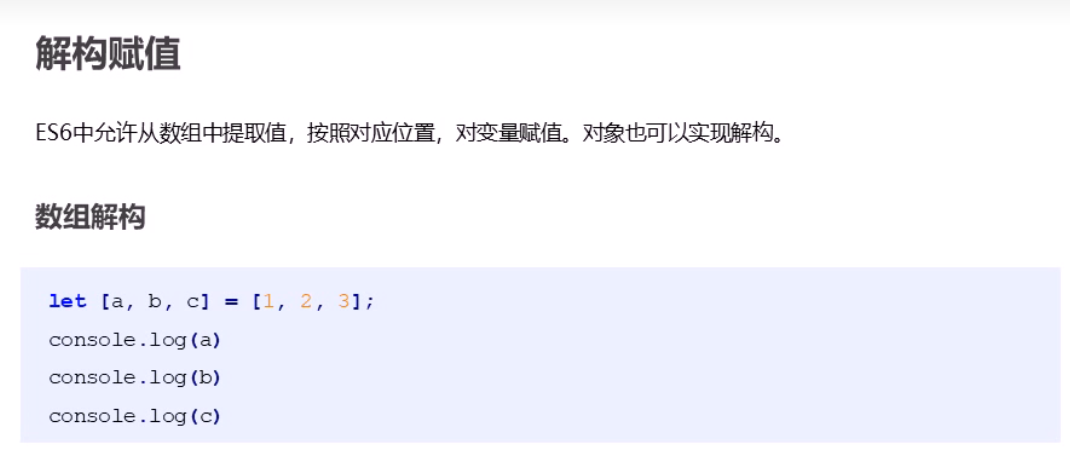 解构赋值
ES6中允许从数组中提取值，按照对应位置，对变量赋值。对象也可以实现解构。
数组解构
let [a, b, c] = [1, 2, 3];
console.log(a)
console.log(b)
console.log(c)